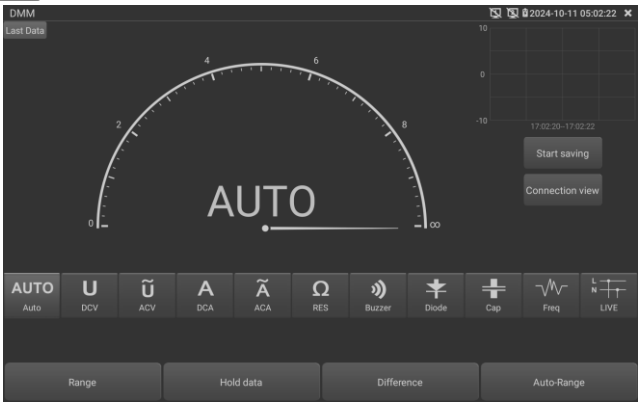 DMM
2024-10-11 05:02:22 ×
Last Data
10
0
-10
17:02:20--17:02:22
Start saving
Connection view
0
2
4
6
8
∞
AUTO
AUTO
Auto
U
DCV
Ũ
ACV
A
DCA
Ã
ACA
Ω
RES
Buzzer
Diode
Cap
Freq
L
N
LIVE
Range
Hold data
Difference
Auto-Range